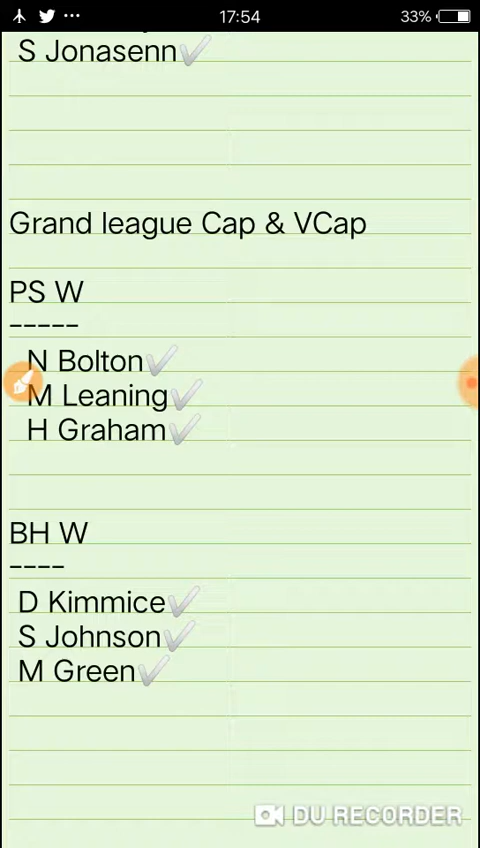 17:54
33%
S Jonasenn✔️
Grand league Cap & VCap
PS W
-----
N Bolton✔️
M Leaning✔️
H Graham✔️
BH W
----
D Kimmice✔️
S Johnson✔️
M Green✔️
DU RECORDER